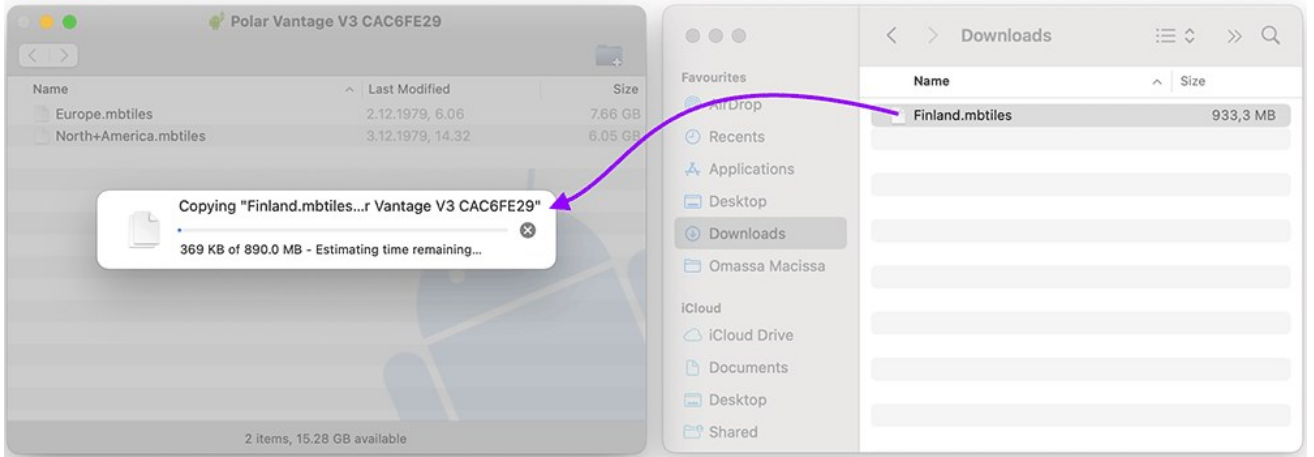 Polar Vantage V3 CAC6FE29
Name Last Modified Size
Europe.mbtiles 2.12.1979, 6.06 7.66 GB
North+America.mbtiles 3.12.1979, 14.32 6.05 GB
Copying "Finland.mbtiles...r Vantage V3 CAC6FE29"
369 KB of 890.0 MB - Estimating time remaining...
2 items, 15.28 GB available
Favourites
AirDrop
Recents
Applications
Desktop
Downloads
Omassa Macissa
iCloud
iCloud Drive
Documents
Desktop
Shared
Downloads
Name Size
Finland.mbtiles 933,3 MB